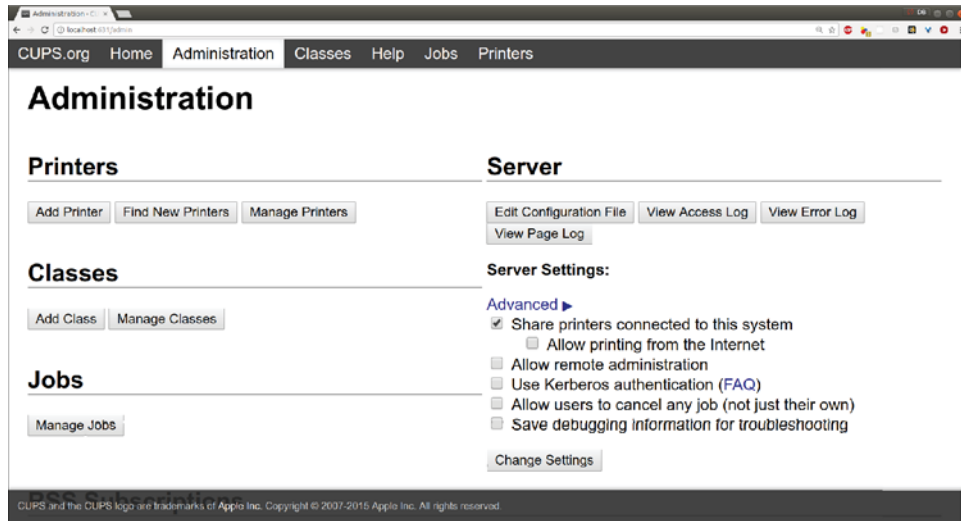 Administration - CU
localhost:631/admin
CUPS.org Home Administration Classes Help Jobs Printers
Administration
Printers
Add Printer Find New Printers Manage Printers
Classes
Add Class Manage Classes
Jobs
Manage Jobs
Server
Edit Configuration File View Access Log View Error Log
View Page Log
Server Settings:
Advanced ▶
Share printers connected to this system
Allow printing from the Internet
Allow remote administration
Use Kerberos authentication (FAQ)
Allow users to cancel any job (not just their own)
Save debugging information for troubleshooting
Change Settings
RSS Subscriptions
CUPS and the CUPS logo are trademarks of Apple Inc. Copyright © 2007-2015 Apple Inc. All rights reserved.